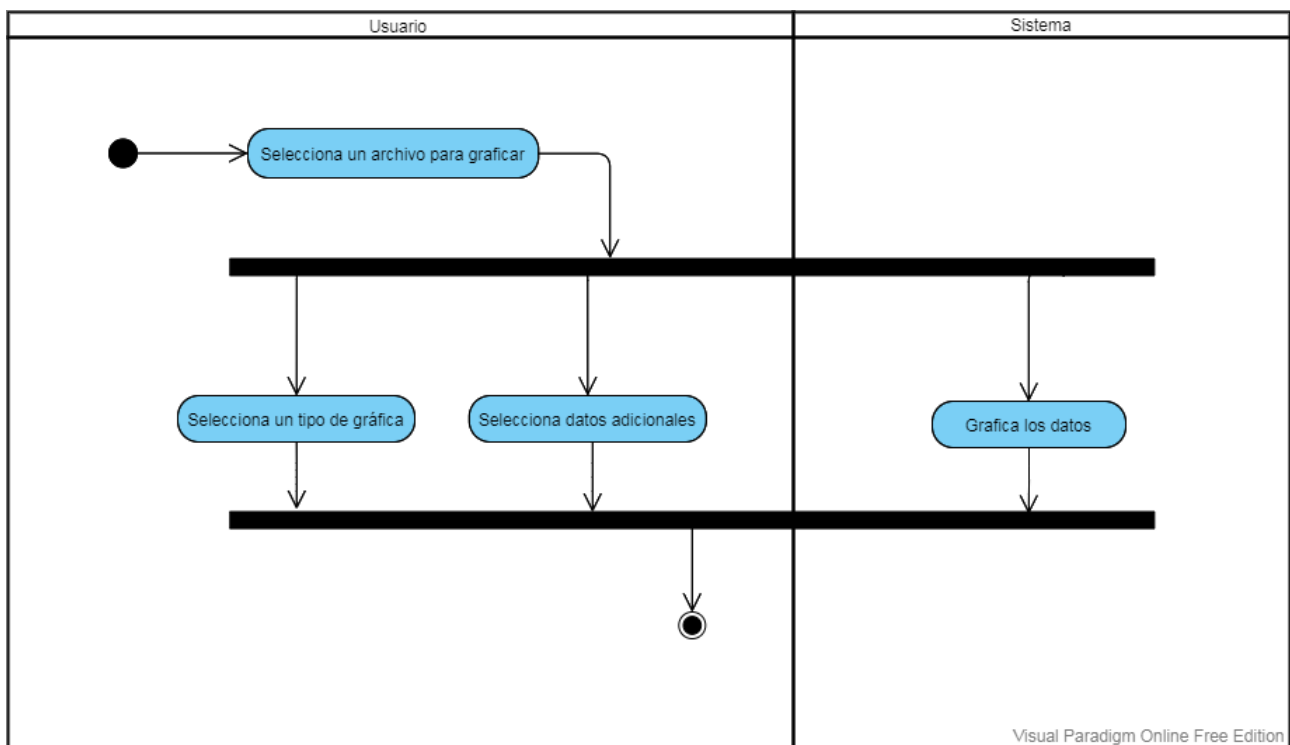 Usuario
Sistema
Selecciona un archivo para graficar
Selecciona un tipo de gráfica
Selecciona datos adicionales
Grafica los datos
Visual Paradigm Online Free Edition